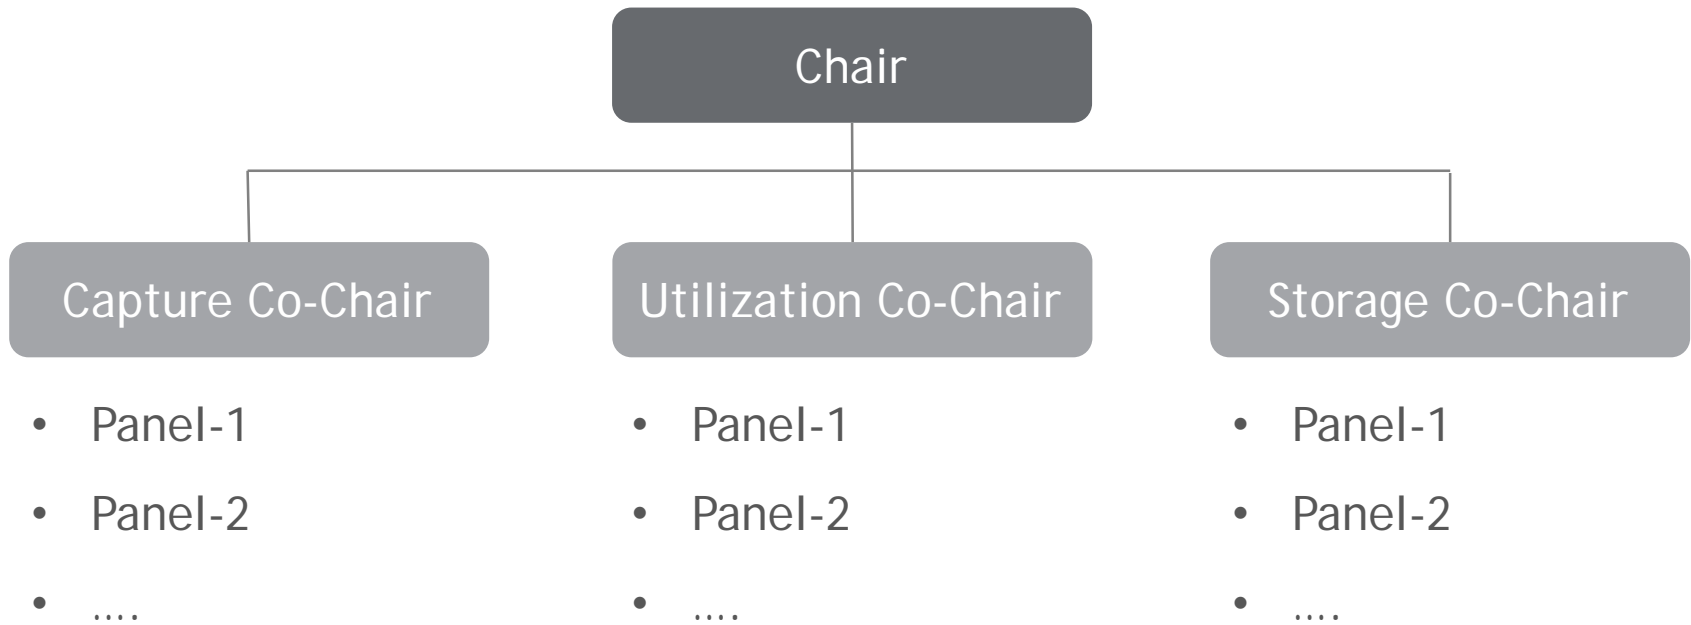 Chair
Capture Co-Chair
Utilization Co-Chair
Storage Co-Chair
• Panel-1
• Panel-2
• ....
• Panel-1
• Panel-2
• ....
• Panel-1
• Panel-2
• ....